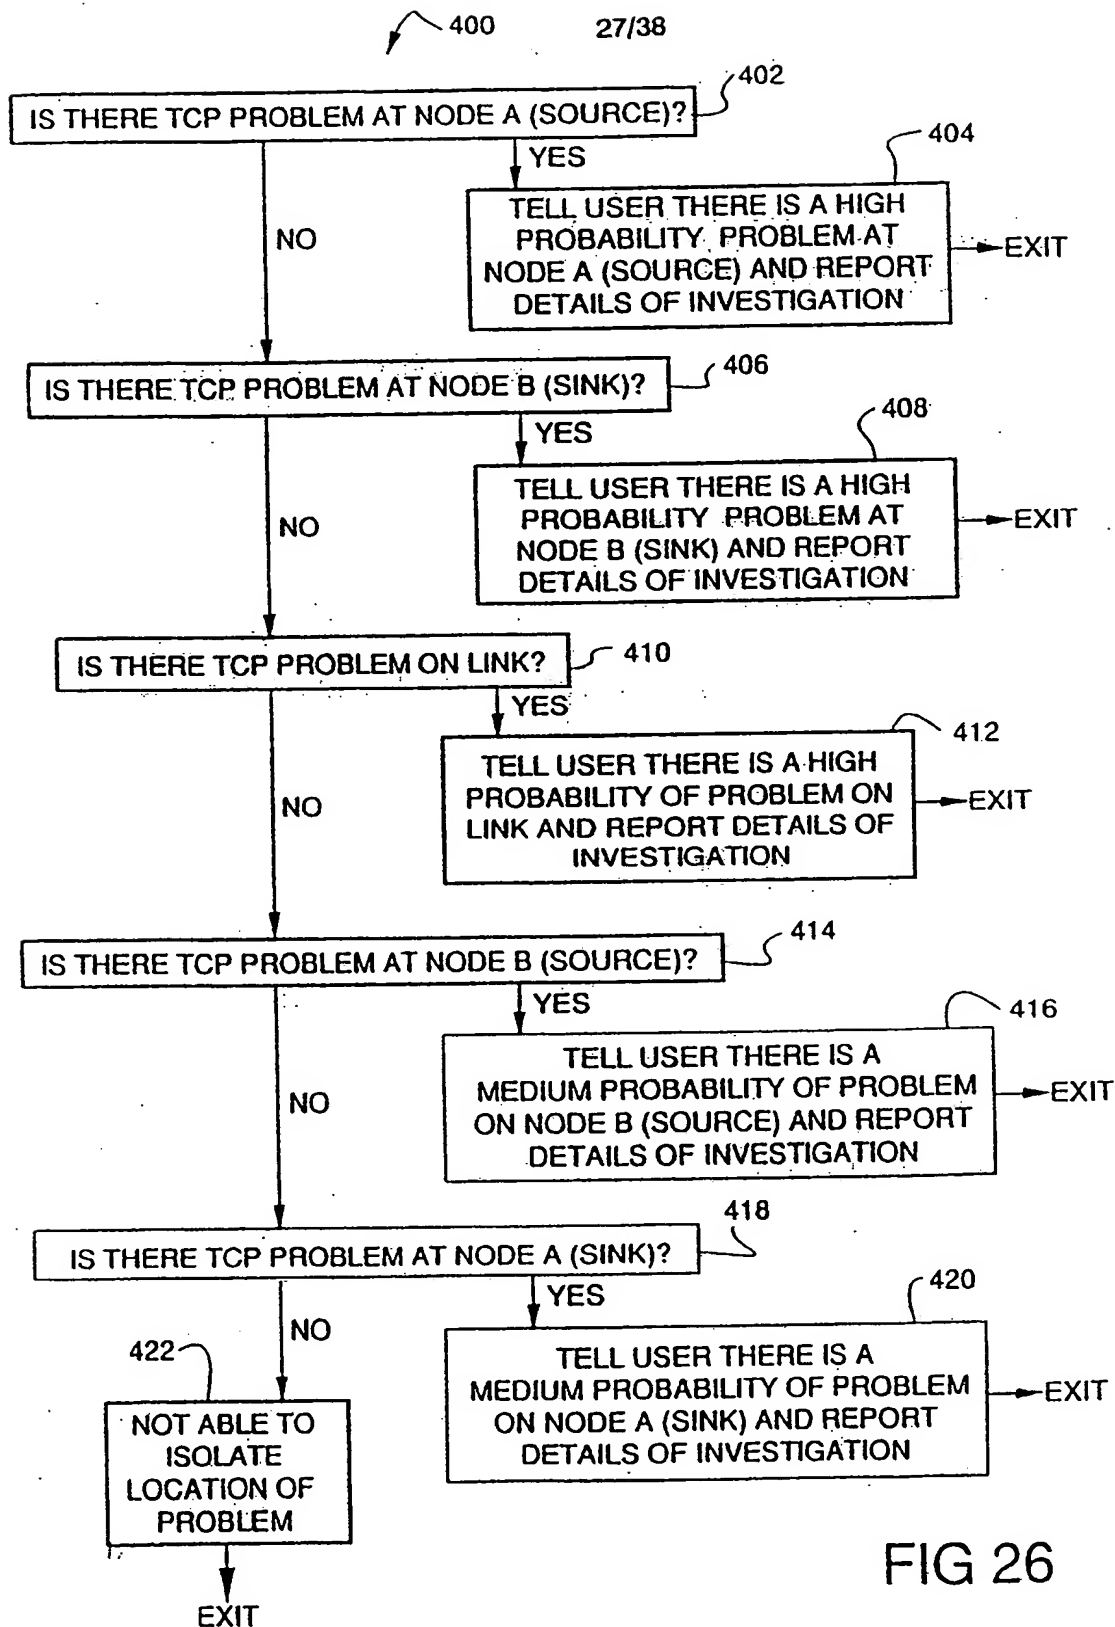 400
27/38
402
IS THERE TCP PROBLEM AT NODE A (SOURCE)?
YES
404
NO
TELL USER THERE IS A HIGH
PROBABILITY PROBLEM AT
NODE A (SOURCE) AND REPORT
DETAILS OF INVESTIGATION
EXIT
IS THERE TCP PROBLEM AT NODE B (SINK)?
406
YES
408
NO
TELL USER THERE IS A HIGH
PROBABILITY PROBLEM AT
NODE B (SINK) AND REPORT
DETAILS OF INVESTIGATION
EXIT
IS THERE TCP PROBLEM ON LINK?
410
YES
412
NO
TELL USER THERE IS A HIGH
PROBABILITY OF PROBLEM ON
LINK AND REPORT DETAILS OF
INVESTIGATION
EXIT
IS THERE TCP PROBLEM AT NODE B (SOURCE)?
414
YES
416
NO
TELL USER THERE IS A
MEDIUM PROBABILITY OF PROBLEM
ON NODE B (SOURCE) AND REPORT
DETAILS OF INVESTIGATION
EXIT
IS THERE TCP PROBLEM AT NODE A (SINK)?
418
YES
420
NO
TELL USER THERE IS A
MEDIUM PROBABILITY OF PROBLEM
ON NODE A (SINK) AND REPORT
DETAILS OF INVESTIGATION
EXIT
422
NOT ABLE TO
ISOLATE
LOCATION OF
PROBLEM
EXIT
FIG 26